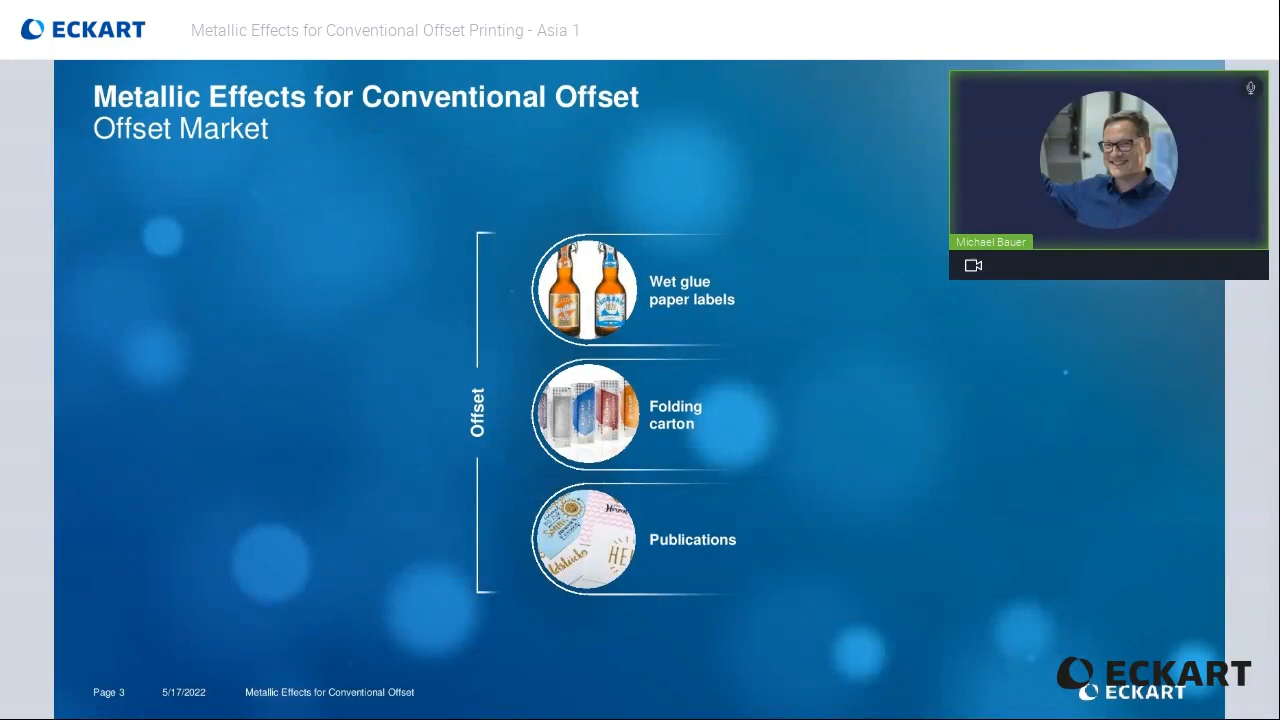 ECKART
Metallic Effects for Conventional Offset Printing - Asia 1
Metallic Effects for Conventional Offset
Offset Market
Michael Bauer
Offset
Wet glue
paper labels
Folding
carton
Publications
Page 3
5/17/2022
Metallic Effects for Conventional Offset
ECKART
ECKART